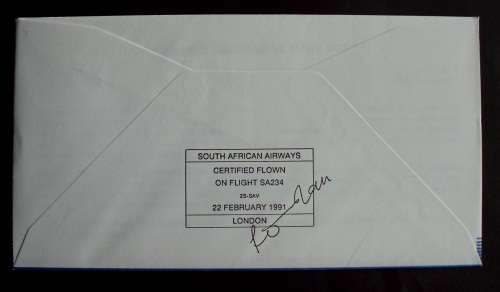 SOUTH AFRICAN AIRWAYS
CERTIFIED FLOWN
ON FLIGHT SA234
ZS-SAV
22 FEBRUARY 1991
LONDON